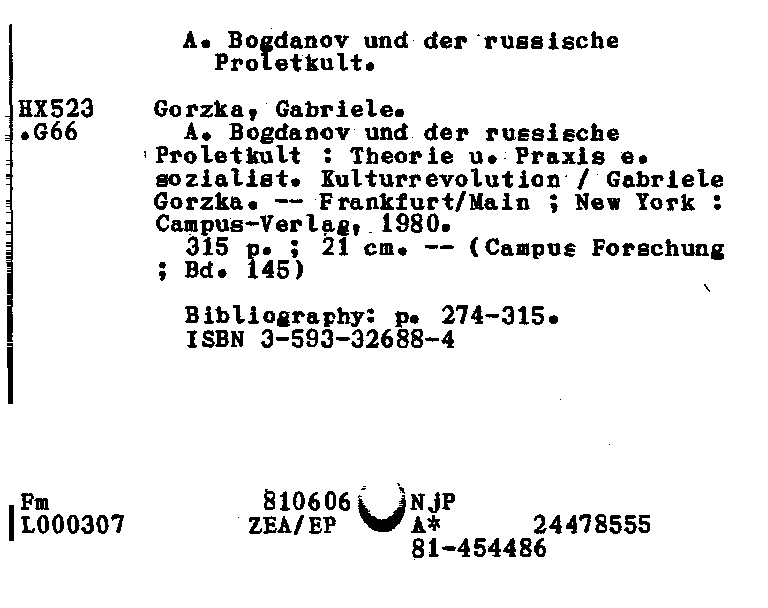 A. Bogdanov und der russische
Proletkult.
HX523 Gorzka, Gabriele.
.G66 A. Bogdanov und der russische
Proletkult : Theorie u. Praxis e.
sozialist. Kulturrevolution / Gabriele
Gorzka. -- Frankfurt/Main ; New York :
Campus-Verlag, 1980.
315 p. ; 21 cm. -- (Campus Forschung
; Bd. 145)
Bibliography: p. 274-315.
ISBN 3-593-32688-4
Fm 810606 NjP
L000307 ZEA/EP A* 24478555
81-454486